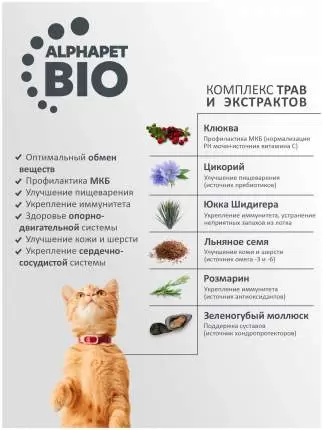 ALPHAPET
BIO
КОМПЛЕКС ТРАВ
И ЭКСТРАКТОВ
✓ Оптимальный обмен
веществ
✓ Профилактика МКБ
✓ Улучшение пищеварения
✓ Укрепление иммунитета
✓ Здоровье опорно-
двигательной системы
✓ Улучшение кожи и шерсти
✓ Укрепление сердечно-
сосудистой системы
Клюква
Профилактика МКБ (нормализации
PH мочи-источник витамина С)
Цикорий
Улучшение пищеварения
(источник пребиотиков)
Юкка Шидигера
Укрепление иммунитета, устранение
неприятных запахов из лотка
Льняное семя
Улучшение кожи и шерсти
(источник омега -3 и -6)
Розмарин
Укрепление иммунитета
(источник антиоксидантов)
Зеленогубый моллюск
Поддержка суставов
(источник хондропротекторов)